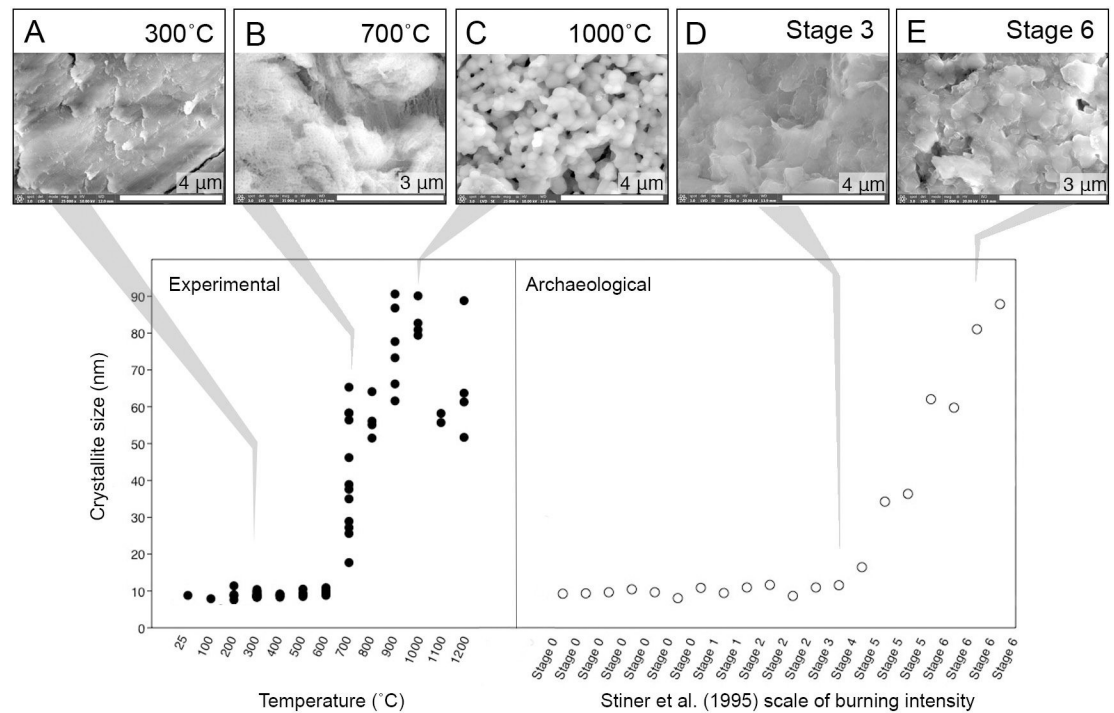 A
300°C
B
700°C
C
1000°C
D
Stage 3
E
Stage 6
4 μm
3 μm
4 μm
4 μm
3 μm
Experimental
Archaeological
Crystallite size (nm)
90
80
70
60
50
40
30
20
10
0
25
100
200
300
400
500
600
700
800
900
1000
1100
1200
Stage 0
Stage 0
Stage 0
Stage 0
Stage 0
Stage 0
Stage 0
Stage 1
Stage 1
Stage 2
Stage 2
Stage 2
Stage 3
Stage 4
Stage 5
Stage 5
Stage 5
Stage 6
Stage 6
Stage 6
Stage 6
Temperature (°C)
Stiner et al. (1995) scale of burning intensity